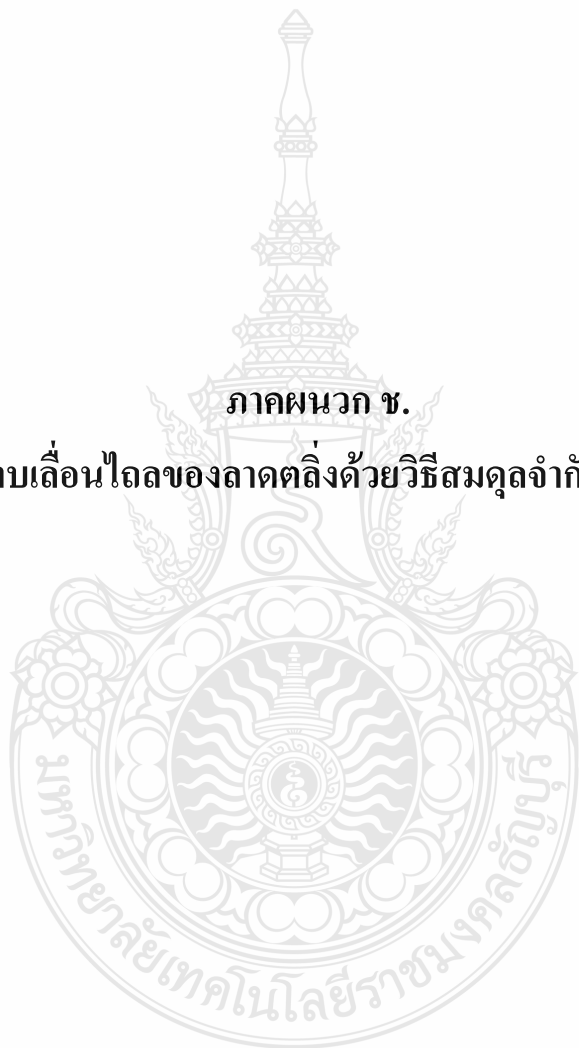 ภาคผนวก ช.
าบเลื่อนไถลของลาดตลิ่งด้วยวิธีสมดุลจำกั
มหาวิทยาลัยเทคโนโลยีราชมงคลธัญบุรี